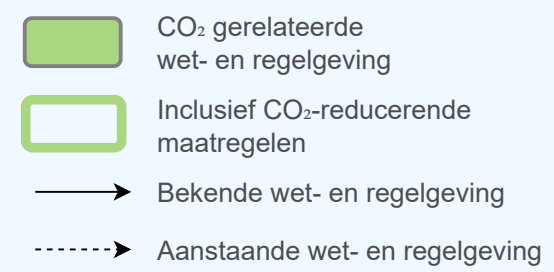 CO₂ gerelateerde
wet- en regelgeving
Inclusief CO₂-reducerende
maatregelen
Bekende wet- en regelgeving
Aanstaande wet- en regelgeving